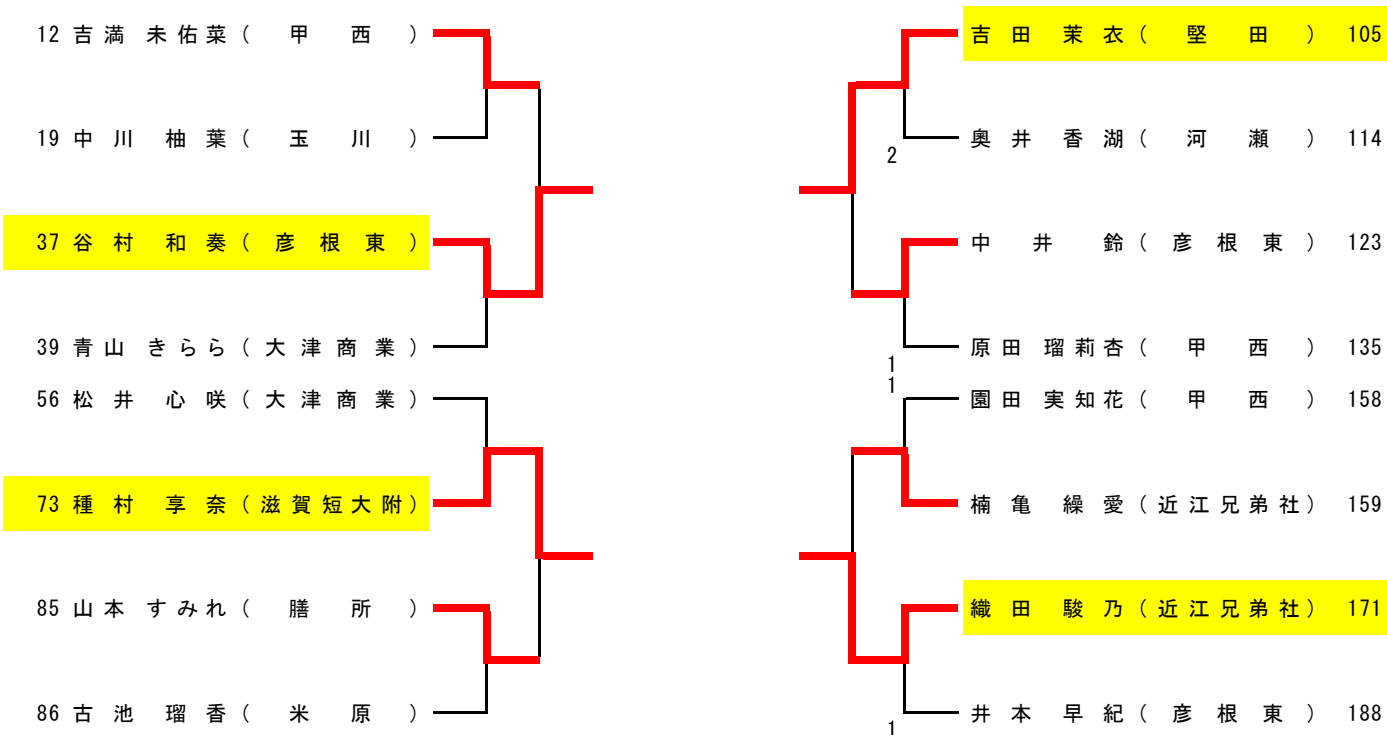 12 吉満 未佑菜 ( 甲西 )
19 中川 柚葉 ( 玉川 )
37 谷村 和奏 ( 彦根東 )
39 青山 きらら ( 大津商業 )
56 松井 心咲 ( 大津商業 )
73 種村 享奈 ( 滋賀短大附 )
85 山本 すみれ ( 膳所 )
86 古池 瑠香 ( 米原 )
吉田 茉衣 ( 堅田 ) 105
奥井 香湖 ( 河瀬 ) 114
2
中井 鈴 ( 彦根東 ) 123
原田 瑠莉杏 ( 甲西 ) 135
1
1
園田 実知花 ( 甲西 ) 158
楠亀 繰愛 ( 近江兄弟社 ) 159
織田 駿乃 ( 近江兄弟社 ) 171
井本 早紀 ( 彦根東 ) 188
1